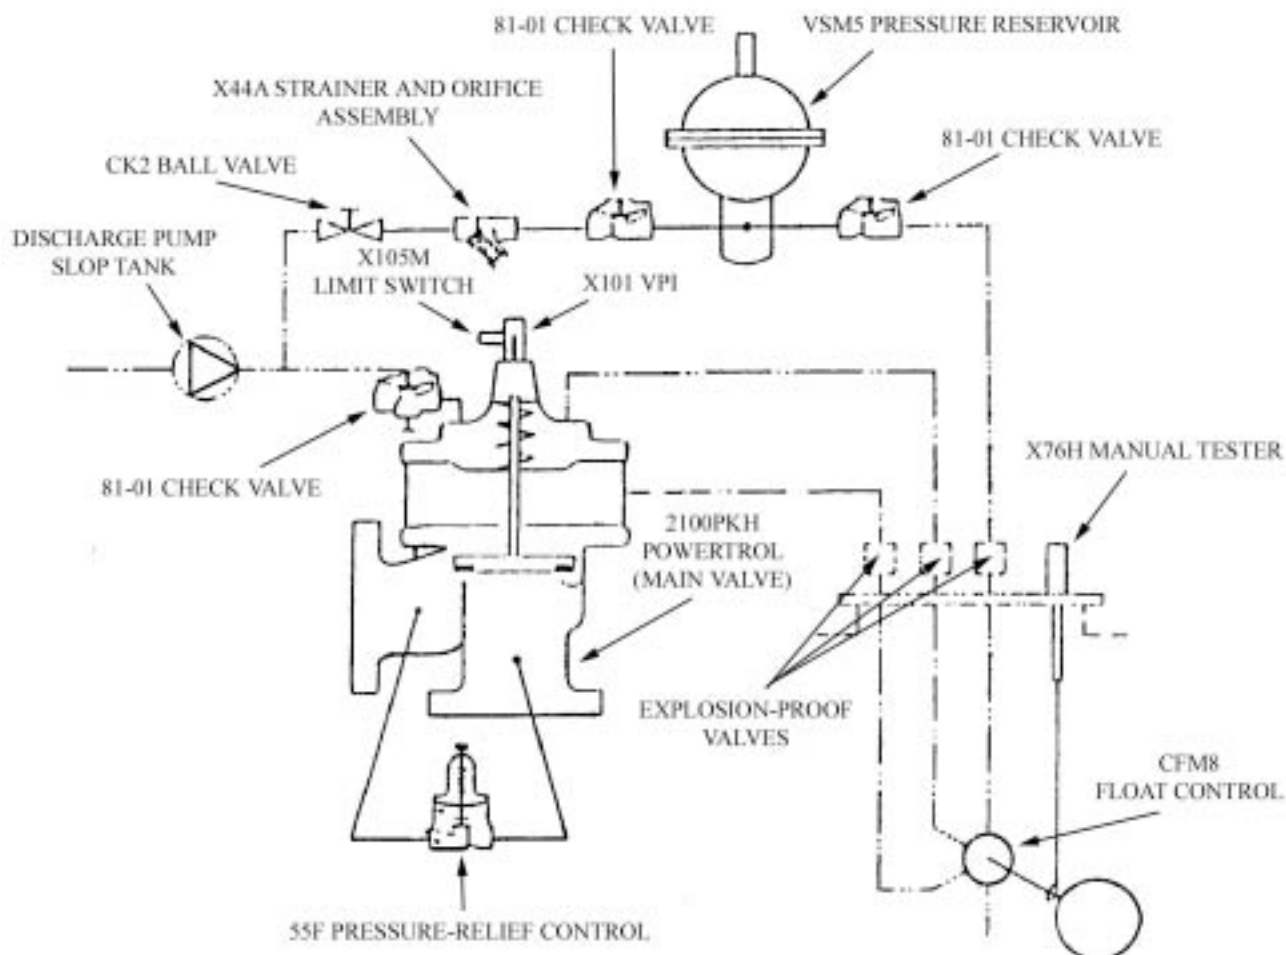 81-01 CHECK VALVE
VSM5 PRESSURE RESERVOIR
X44A STRAINER AND ORIFICE
ASSEMBLY
81-01 CHECK VALVE
CK2 BALL VALVE
DISCHARGE PUMP
SLOP TANK
X105M
LIMIT SWITCH
X101 VPI
X76H MANUAL TESTER
81-01 CHECK VALVE
2100PKH
POWERTROL
(MAIN VALVE)
EXPLOSION-PROOF
VALVES
CFM8
FLOAT CONTROL
55F PRESSURE-RELIEF CONTROL